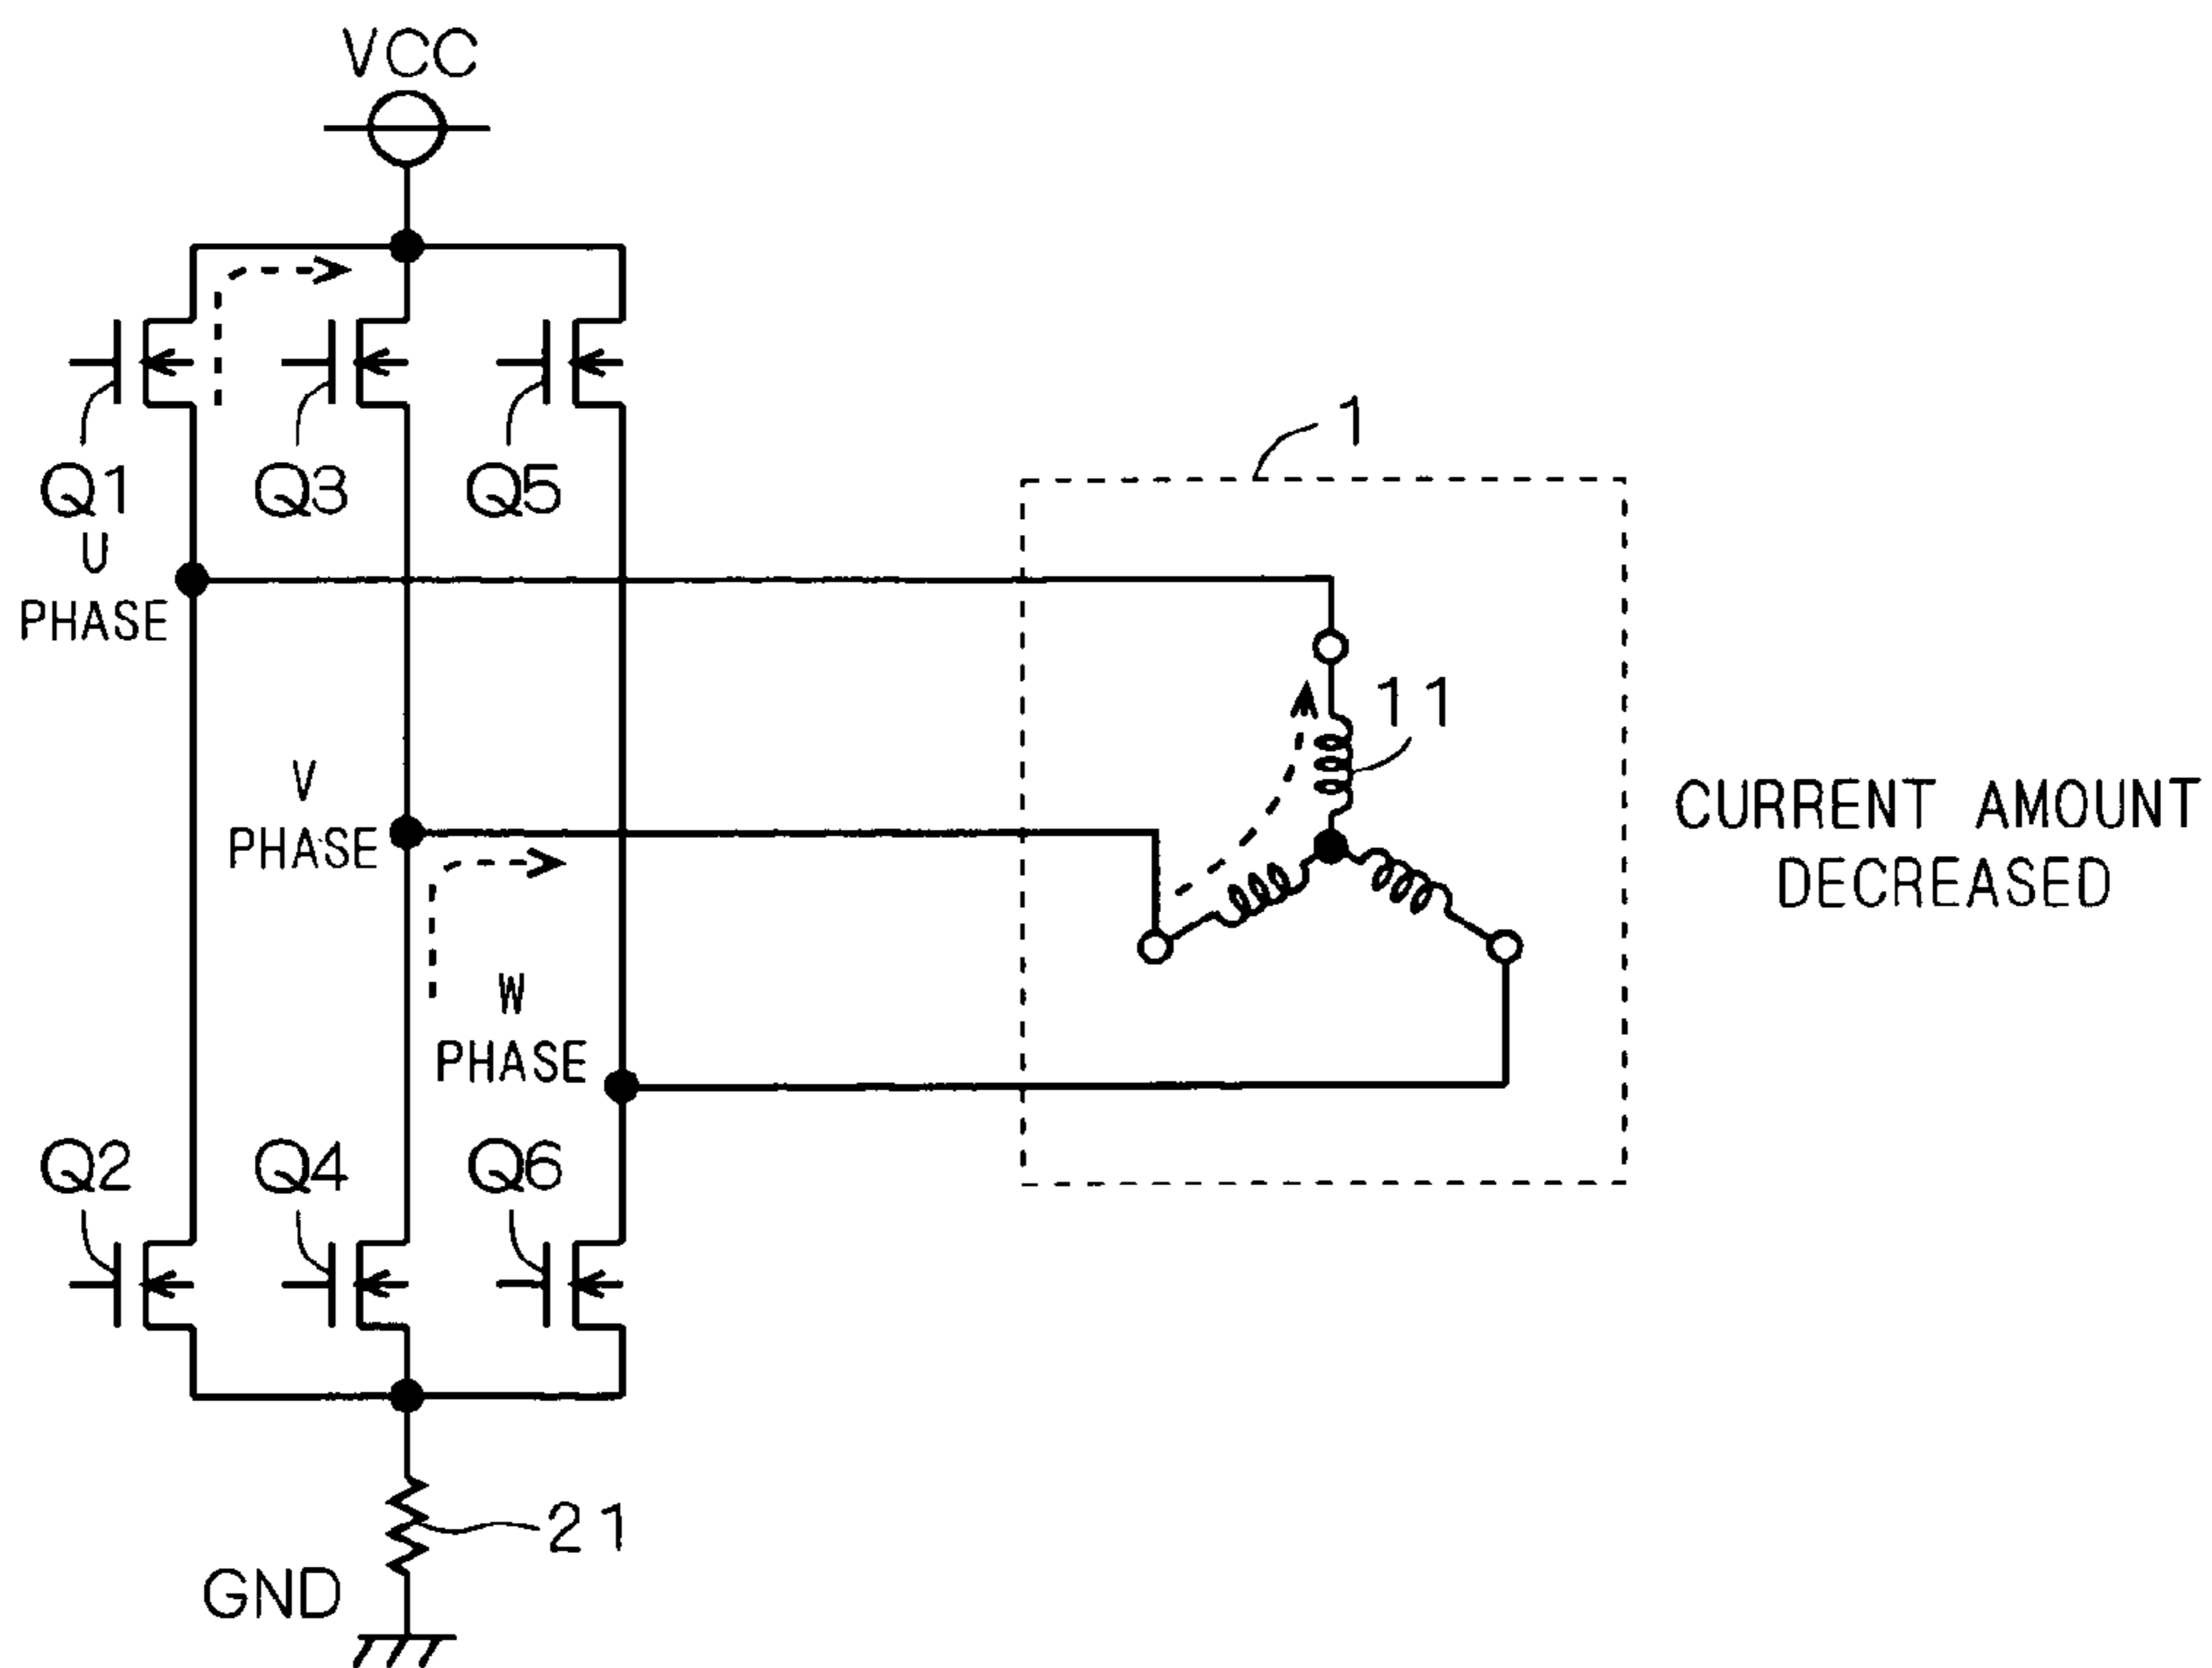 VCC
Q1
Q3
Q5
U
PHASE
1
11
V
PHASE
CURRENT AMOUNT
DECREASED
W
PHASE
Q2
Q4
Q6
21
GND